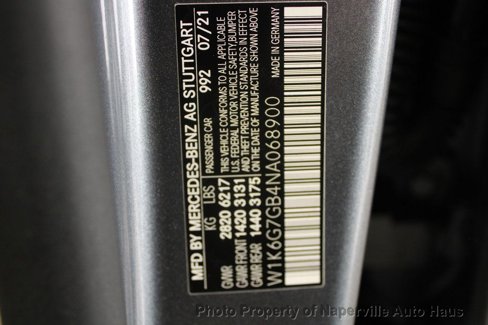 MFD. BY MERCEDES-BENZ AG STUTTGART
PASSENGER CAR 992 07/21
THIS VEHICLE CONFORMS TO ALL APPLICABLE
U.S. FEDERAL MOTOR VEHICLE SAFETY,BUMPER
AND THEFT PREVENTION STANDARDS IN EFFECT
ON THE DATE OF MANUFACTURE SHOWN ABOVE
KG LBS
GVWR 2820 6217
GAWR FRONT 1420 3131
GAWR REAR 1440 3175
W1K6G7GB4NA068900
MADE IN GERMANY
Photo Property of Naperville Auto Haus